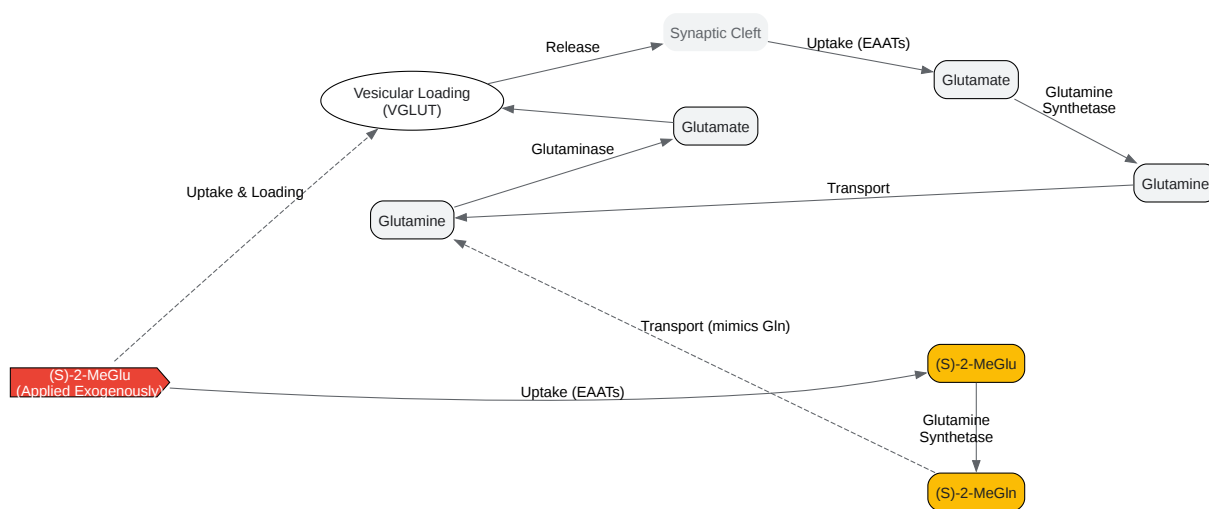 Synaptic Cleft
Release
Uptake (EAATs)
Glutamate
Vesicular Loading
(VGLUT)
Glutamine
Synthetase
Glutamate
Glutaminase
Uptake & Loading
Transport
Glutamine
Glutamine
Transport (mimics Gln)
(S)-2-MeGlu
(Applied Exogenously)
(S)-2-MeGlu
Uptake (EAATs)
Glutamine
Synthetase
(S)-2-MeGln